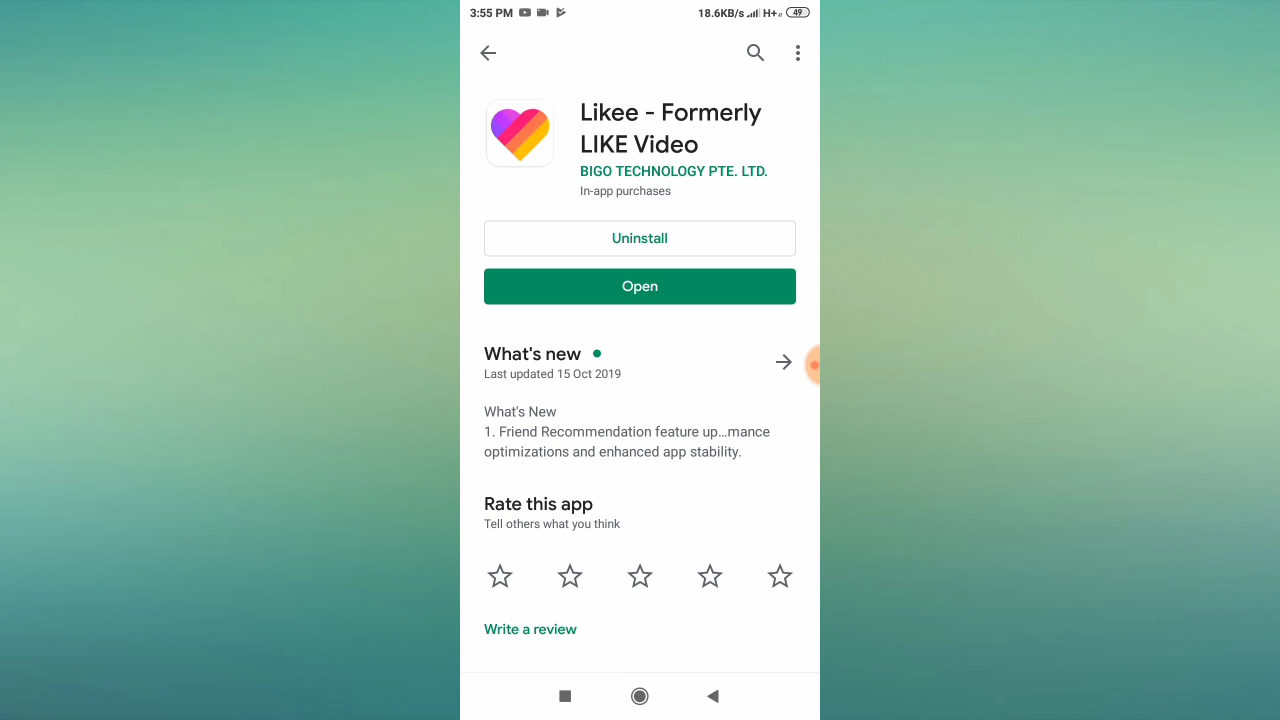 3:55 PM 18.6KB/s H+ 49
Likee - Formerly
LIKE Video
BIGO TECHNOLOGY PTE. LTD.
In-app purchases
Uninstall
Open
What's new
Last updated 15 Oct 2019
What's New
1. Friend Recommendation feature up…mance
optimizations and enhanced app stability.
Rate this app
Tell others what you think
Write a review